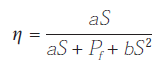 η = aS / (aS + P_f + bS²)